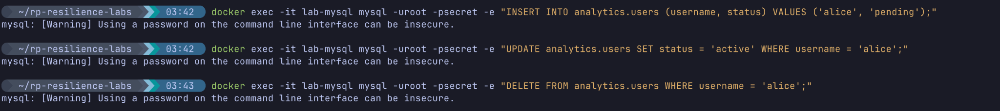 ~/rp-resilience-labs 03:42 docker exec -it lab-mysql mysql -uroot -psecret -e "INSERT INTO analytics.users (username, status) VALUES ('alice', 'pending');"
mysql: [Warning] Using a password on the command line interface can be insecure.
~/rp-resilience-labs 03:42 docker exec -it lab-mysql mysql -uroot -psecret -e "UPDATE analytics.users SET status = 'active' WHERE username = 'alice';"
mysql: [Warning] Using a password on the command line interface can be insecure.
~/rp-resilience-labs 03:43 docker exec -it lab-mysql mysql -uroot -psecret -e "DELETE FROM analytics.users WHERE username = 'alice';"
mysql: [Warning] Using a password on the command line interface can be insecure.